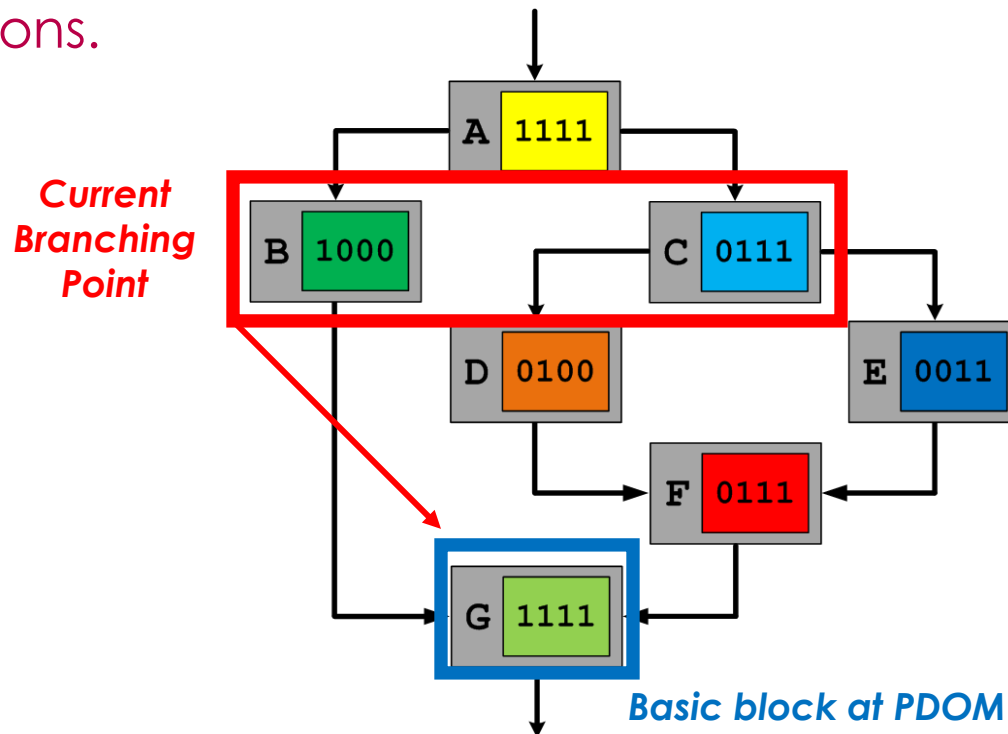 ons.
A 1111
Current
Branching
Point
B 1000
C 0111
D 0100
E 0011
F 0111
G 1111
Basic block at PDOM